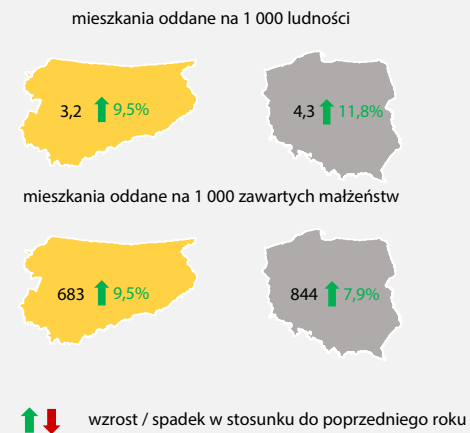 mieszkania oddane na 1 000 ludności
3,2 9,5% 4,3 11,8%
mieszkania oddane na 1 000 zawartych małżeństw
683 9,5% 844 7,9%
wzrost / spadek w stosunku do poprzedniego roku